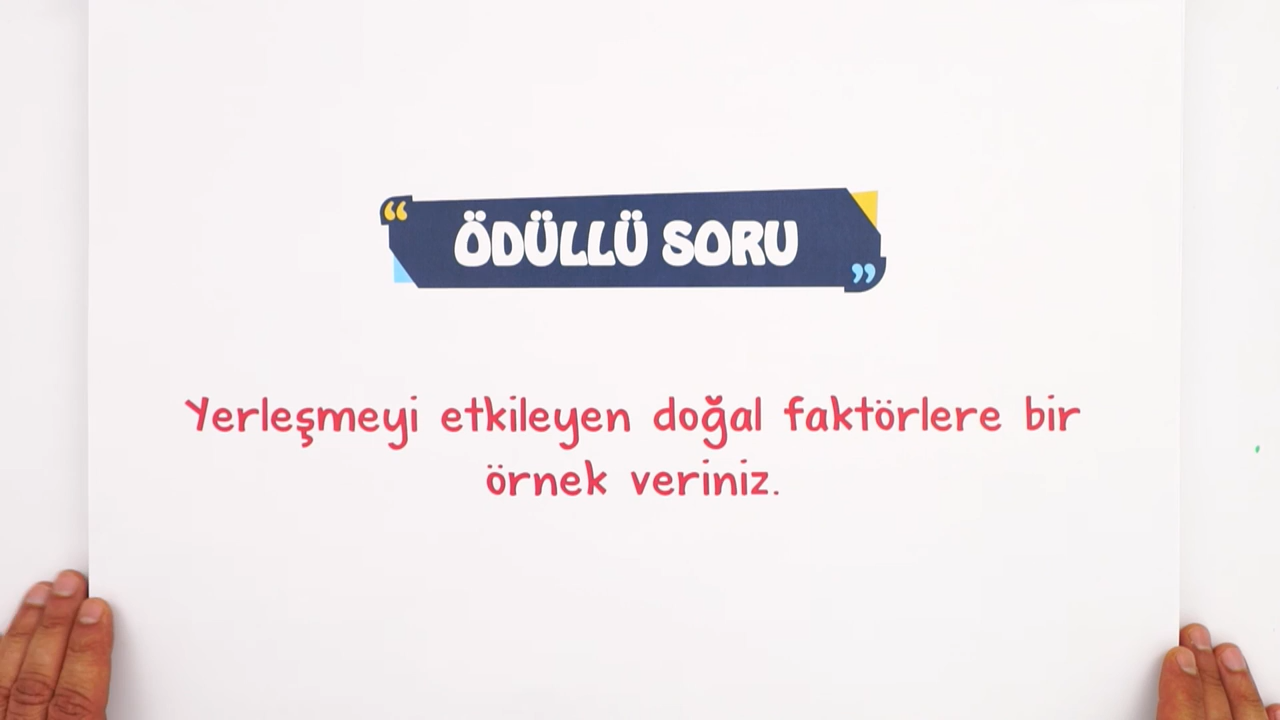 ÖDÜLLÜ SORU
Yerleşmeyi etkileyen doğal faktörlere bir
örnek veriniz.